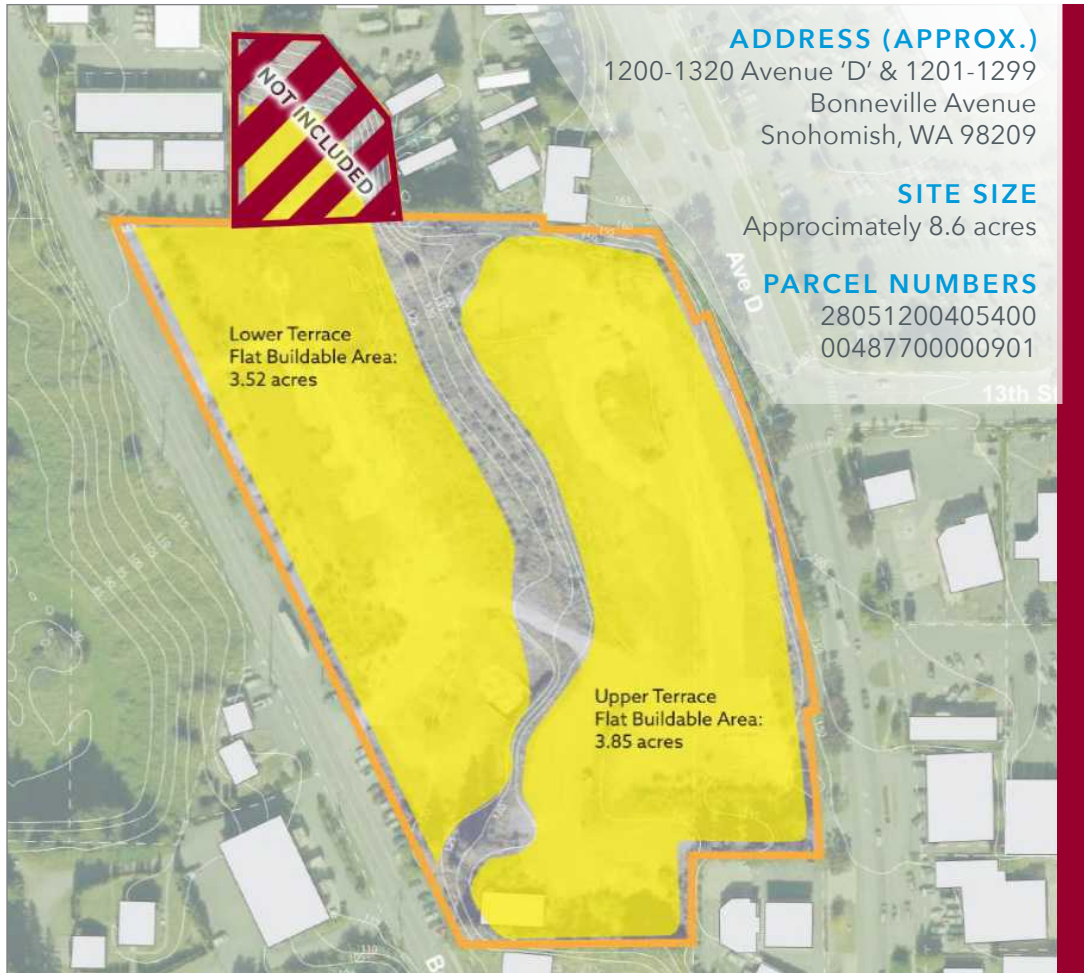 ADDRESS (APPROX.)
1200-1320 Avenue ‘D’ & 1201-1299
Bonneville Avenue
Snohomish, WA 98209
SITE SIZE
Approcimately 8.6 acres
PARCEL NUMBERS
28051200405400
00487700000901
NOT INCLUDED
Ave D
13th St
Lower Terrace
Flat Buildable Area:
3.52 acres
Upper Terrace
Flat Buildable Area:
3.85 acres
B